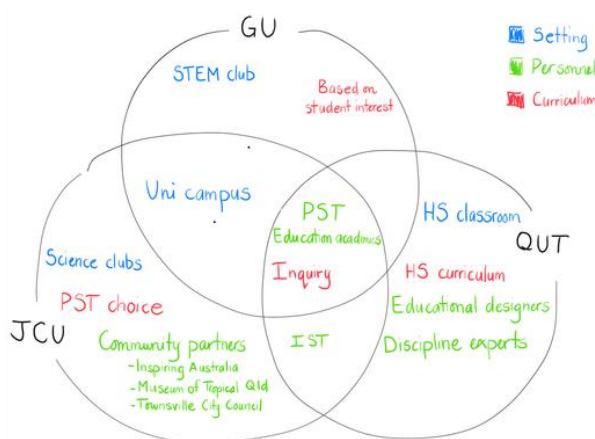 GU
STEM club
Based on
student interest
Setting
Personnel
Curriculum
Uni campus
PST
Education academics
Inquiry
HS classroom
QUT
Science clubs
PST choice
JCU
HS curriculum
Educational designers
Discipline experts
IST
Community partners
-Inspiring Australia
-Museum of Tropical Qld
-Townsville City Council